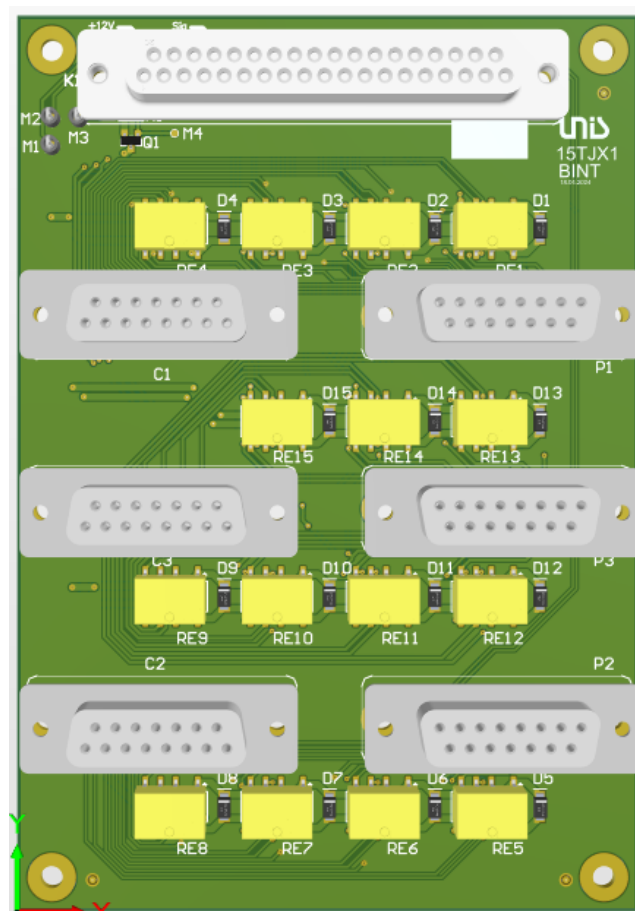 +12V Sig
M2
M3
M1
Q1
M4
UNIS
15TJX1
BINT
D4 D3 D2 D1
RE4 RE3 RE2 RE1
C1
P1
D15 D14 D13
RE15 RE14 RE13
C3
P3
D9 D10 D11 D12
RE9 RE10 RE11 RE12
C2
P2
D8 D7 D6 D5
RE8 RE7 RE6 RE5
Y
X